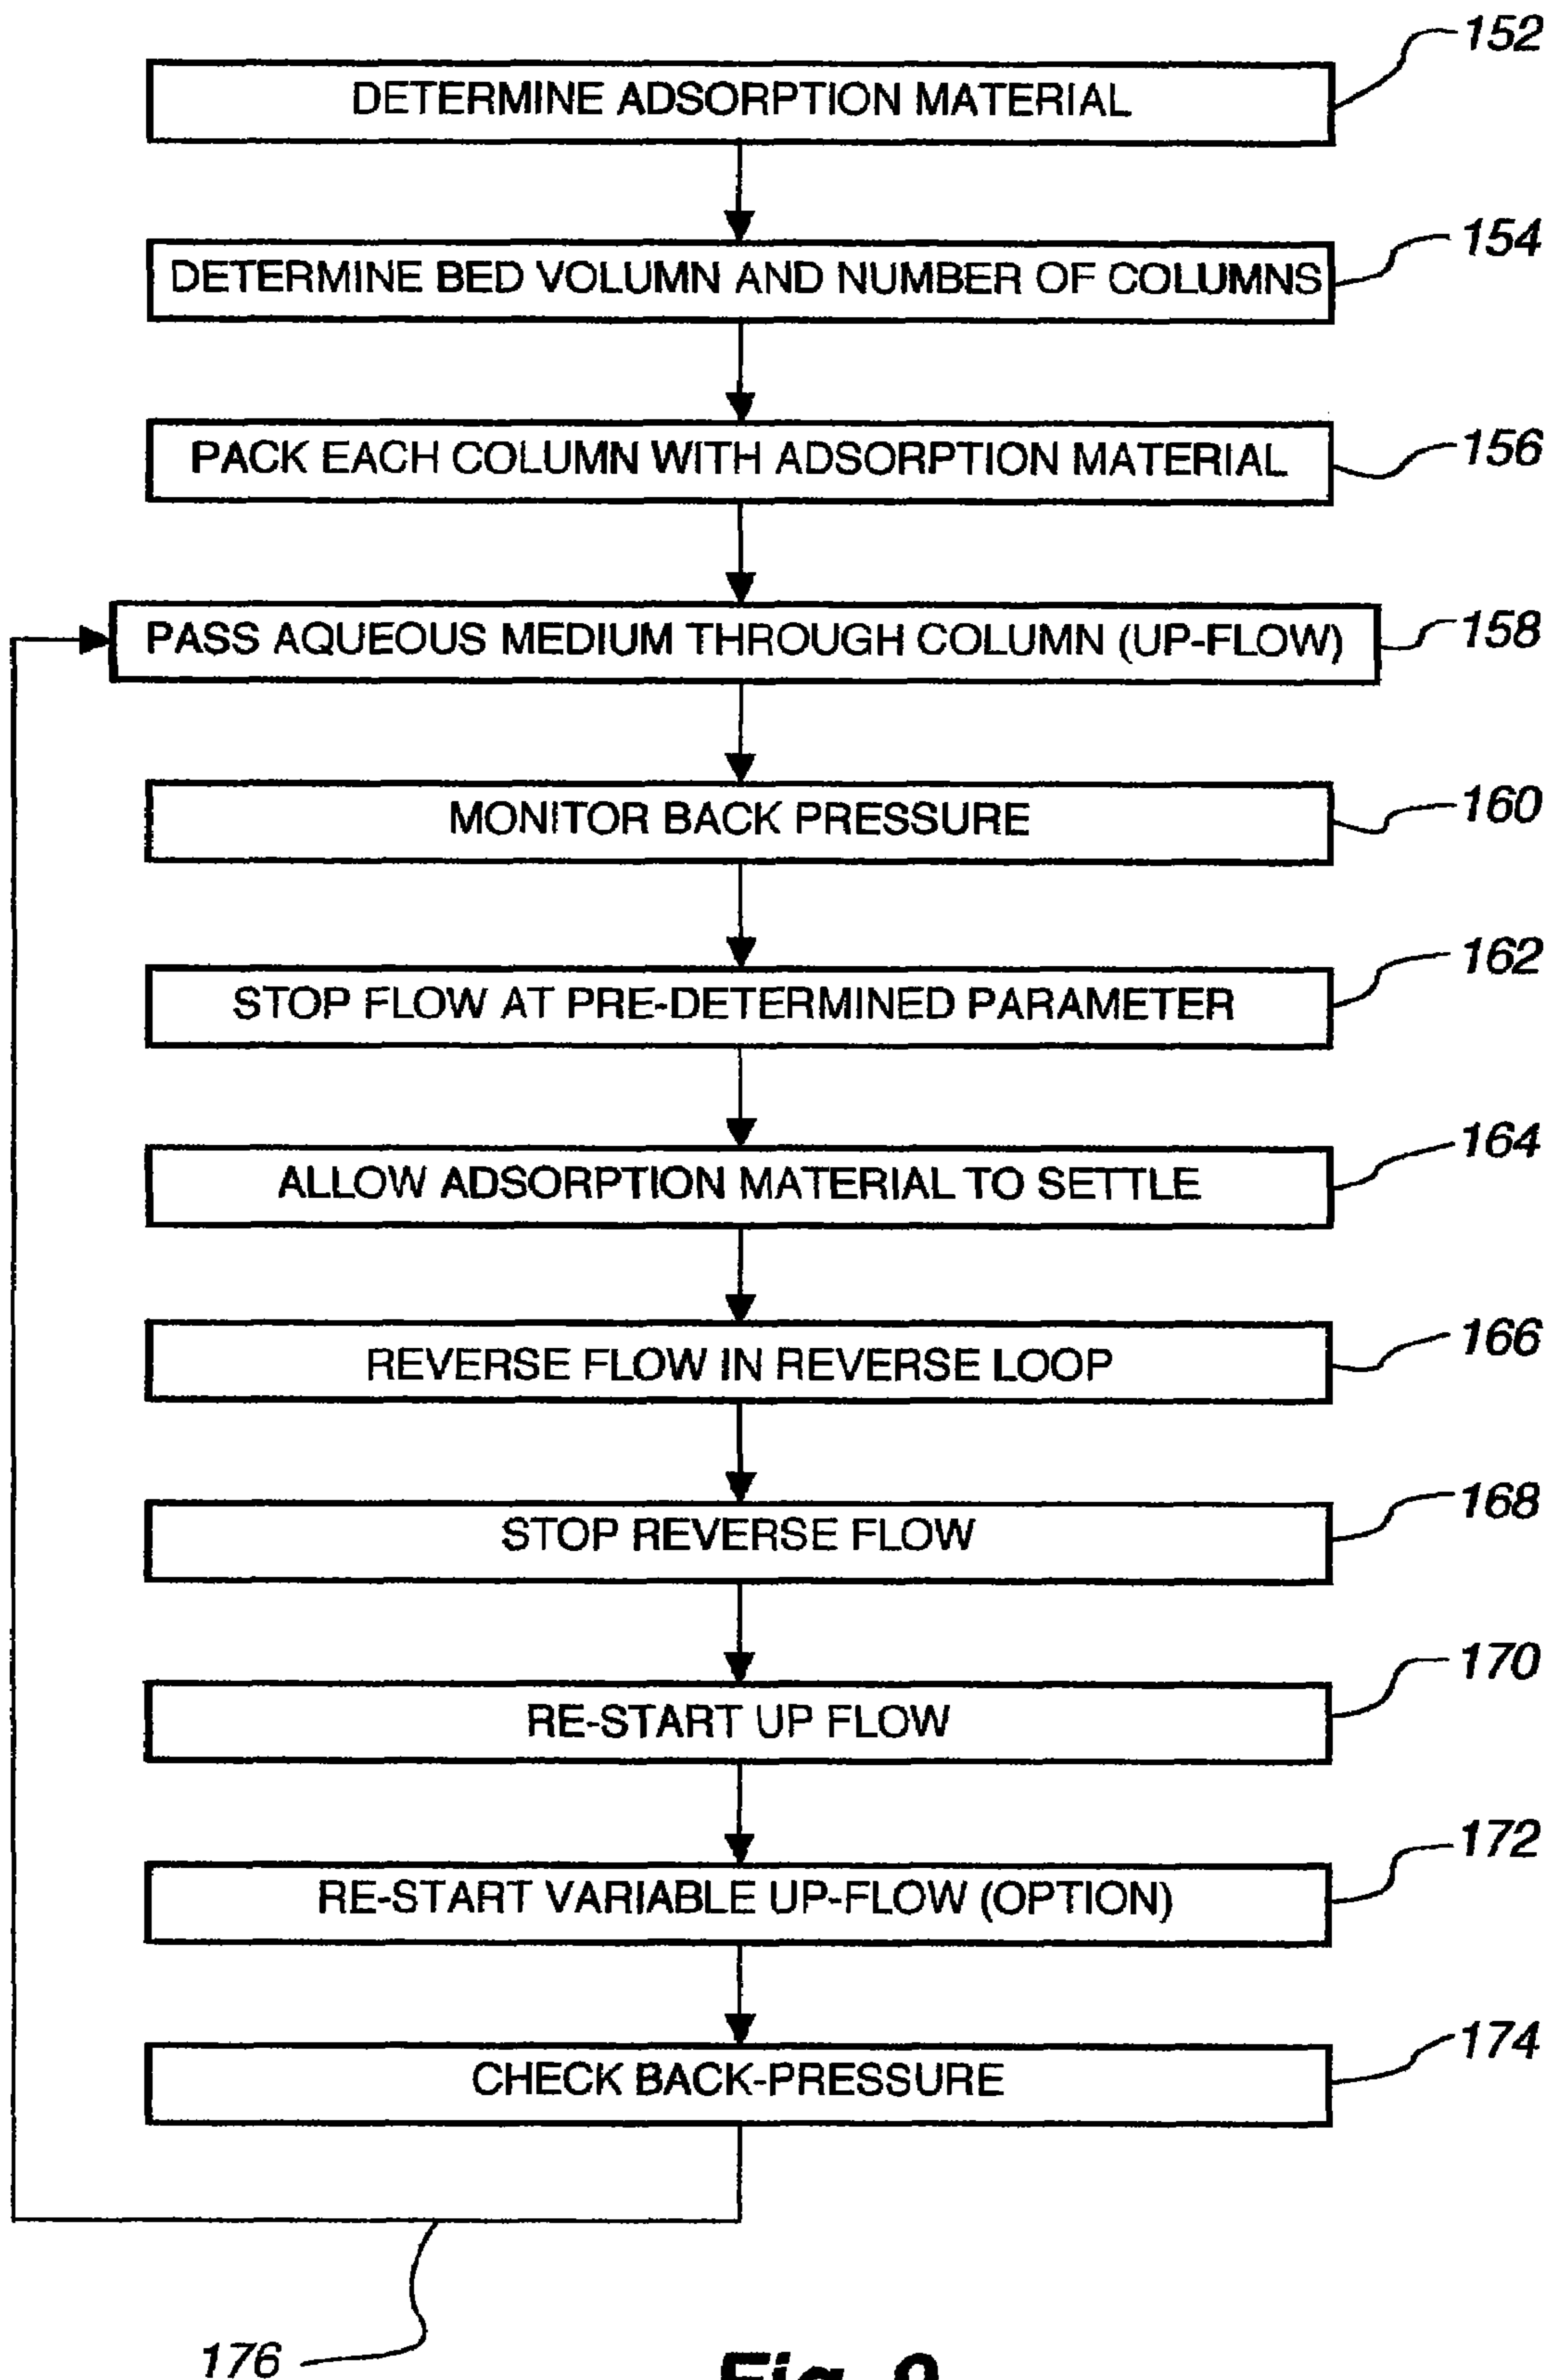 152
DETERMINE ADSORPTION MATERIAL
154
DETERMINE BED VOLUMN AND NUMBER OF COLUMNS
156
PACK EACH COLUMN WITH ADSORPTION MATERIAL
158
PASS AQUEOUS MEDIUM THROUGH COLUMN (UP-FLOW)
160
MONITOR BACK PRESSURE
162
STOP FLOW AT PRE-DETERMINED PARAMETER
164
ALLOW ADSORPTION MATERIAL TO SETTLE
166
REVERSE FLOW IN REVERSE LOOP
168
STOP REVERSE FLOW
170
RE-START UP FLOW
172
RE-START VARIABLE UP-FLOW (OPTION)
174
CHECK BACK-PRESSURE
176
Fig.